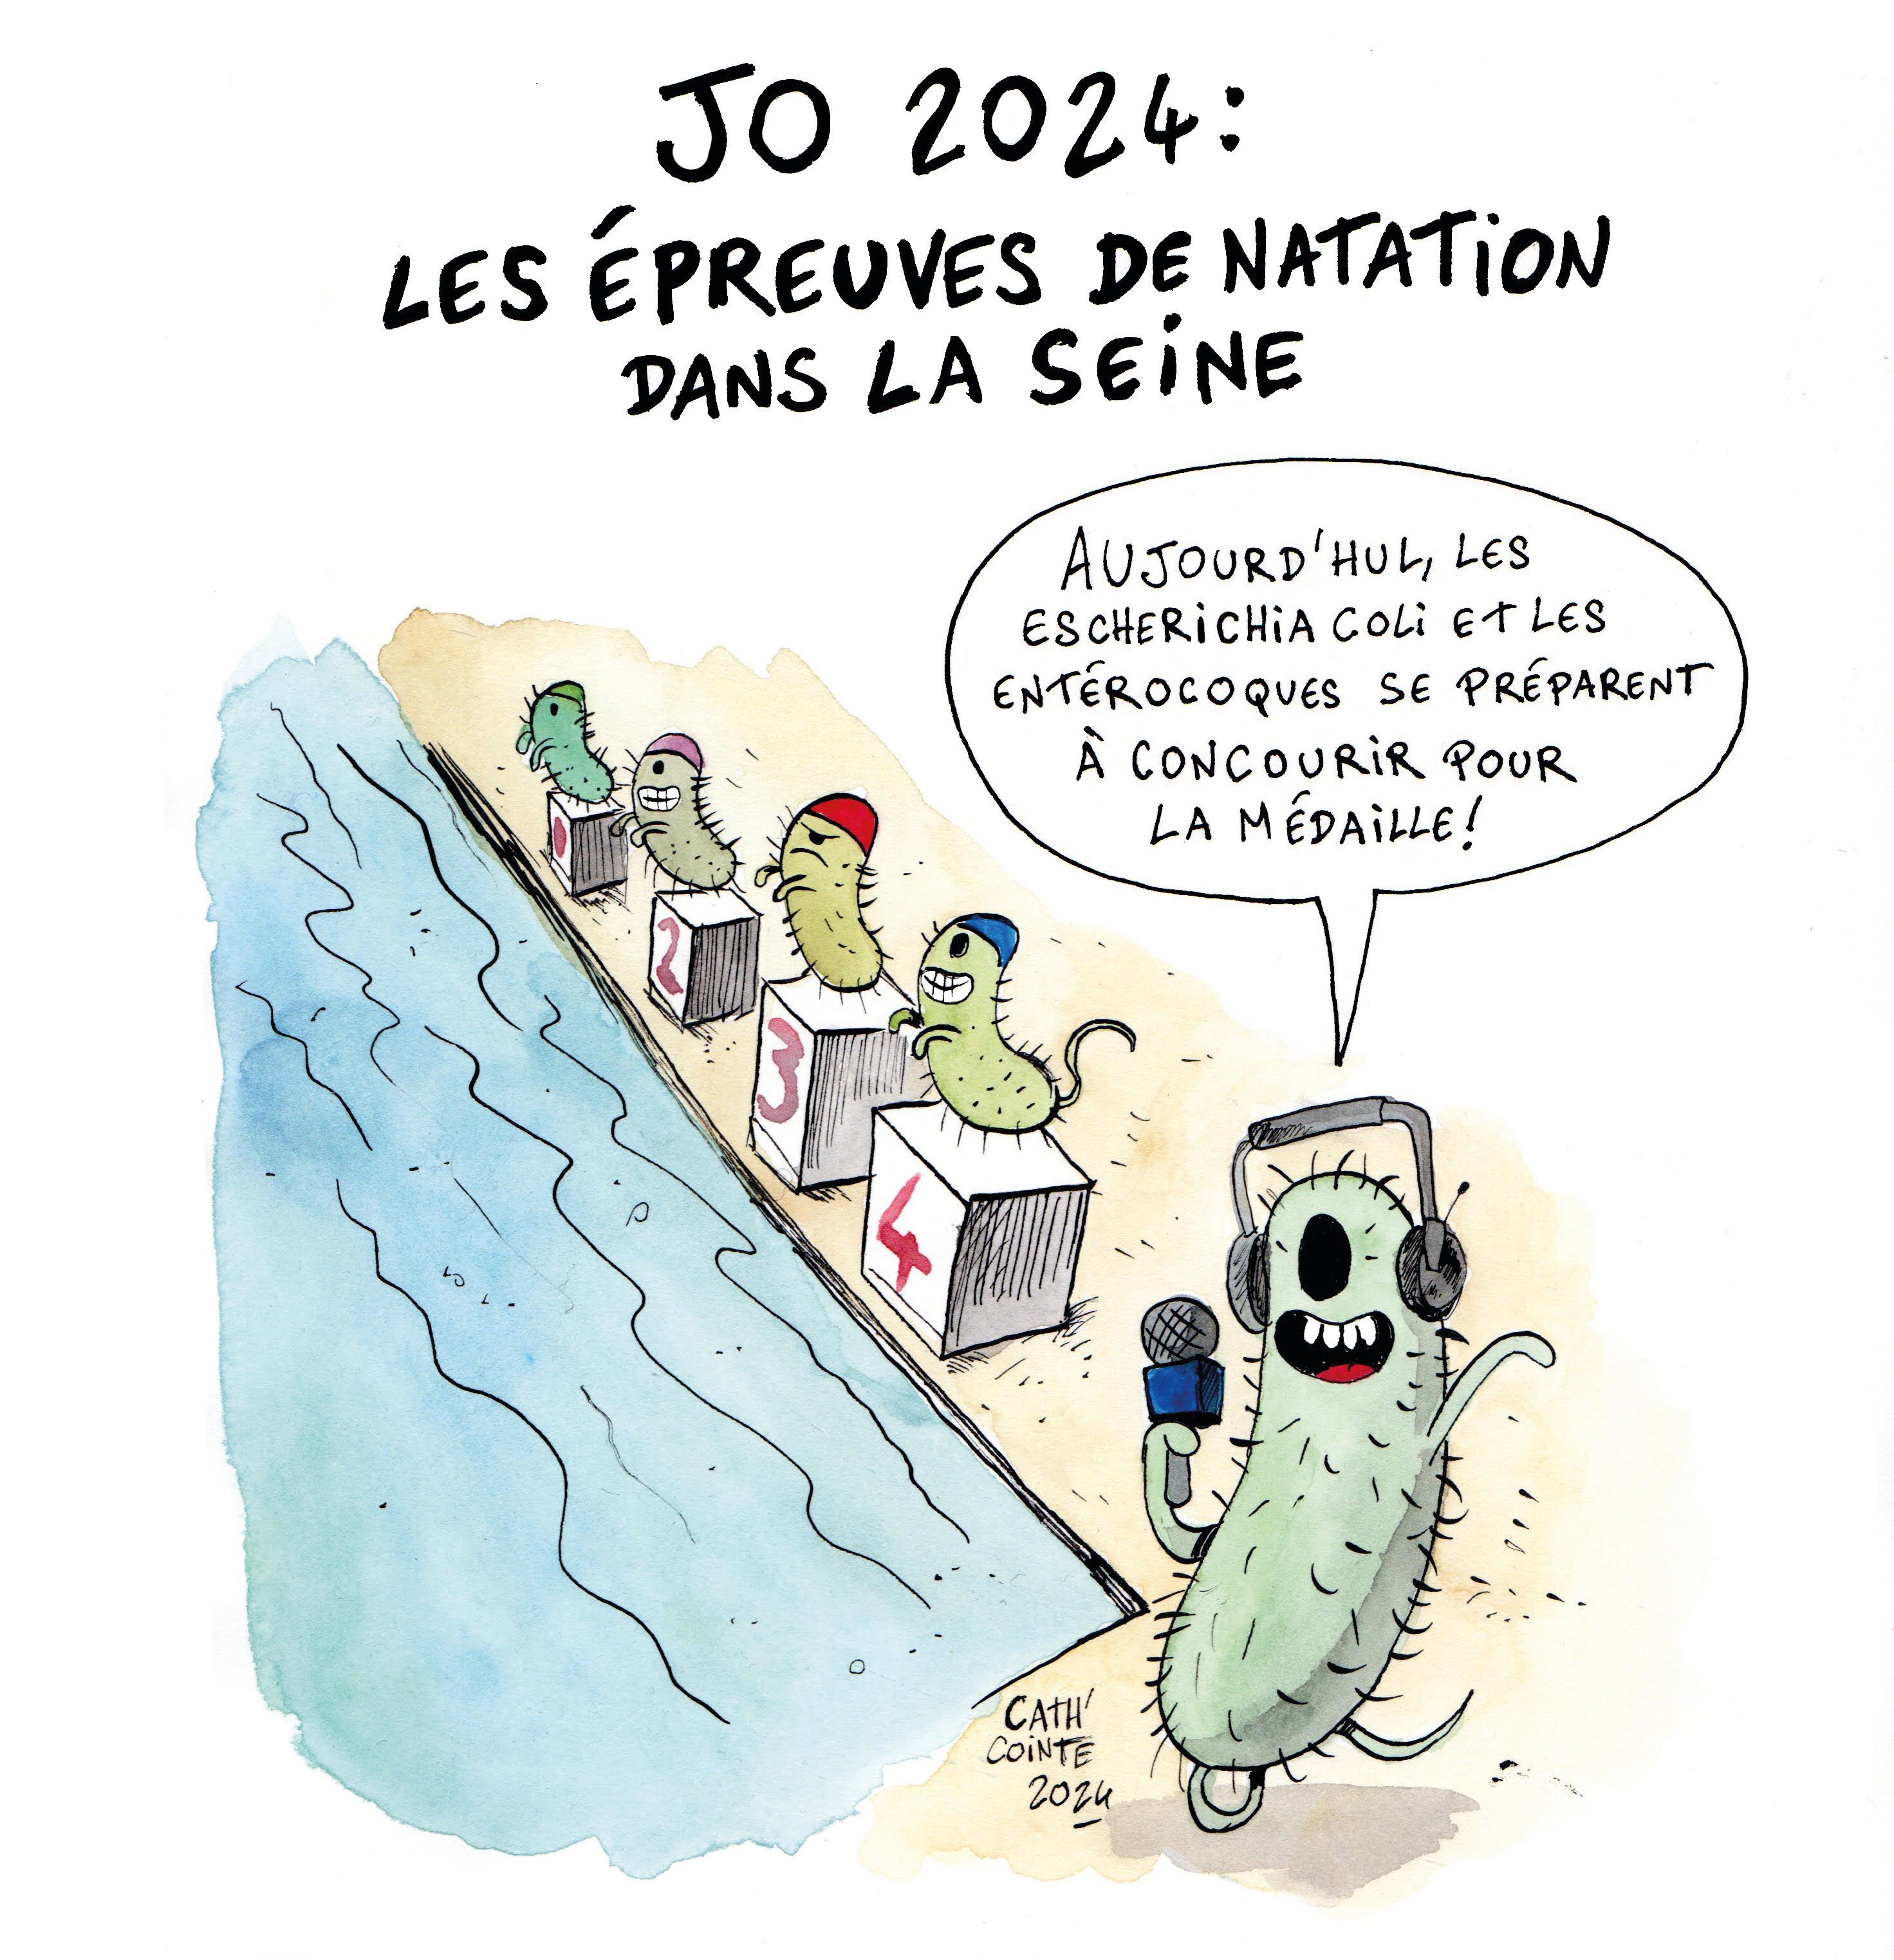 JO 2024:
LES ÉPREUVES DE NATATION
DANS LA SEINE
AUJOURD'HUI, LES
ESCHERICHIA COLI ET LES
ENTÉROCOQUES SE PRÉPARENT
À CONCOURIR POUR
LA MÉDAILLE!
2
3
4
CATH'
COINTE
2024